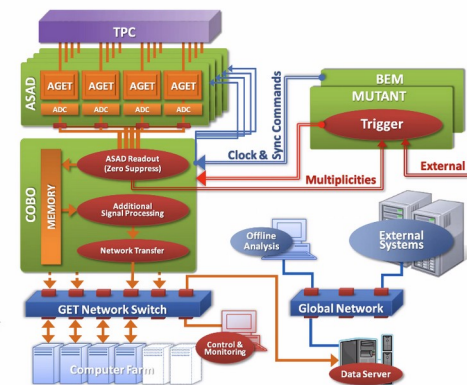 TPC
ASAD
AGET AGET AGET AGET
ADC ADC ADC ADC
BEM
MUTANT
Trigger
Clock &
Sync Commands
External
Multiplicities
COBO
MEMORY
ASAD Readout
(Zero Suppress)
Additional
Signal Processing
Network Transfer
Offline
Analysis
External
Systems
GET Network Switch
Global Network
Control &
Monitoring
Computer Farm
Data Server